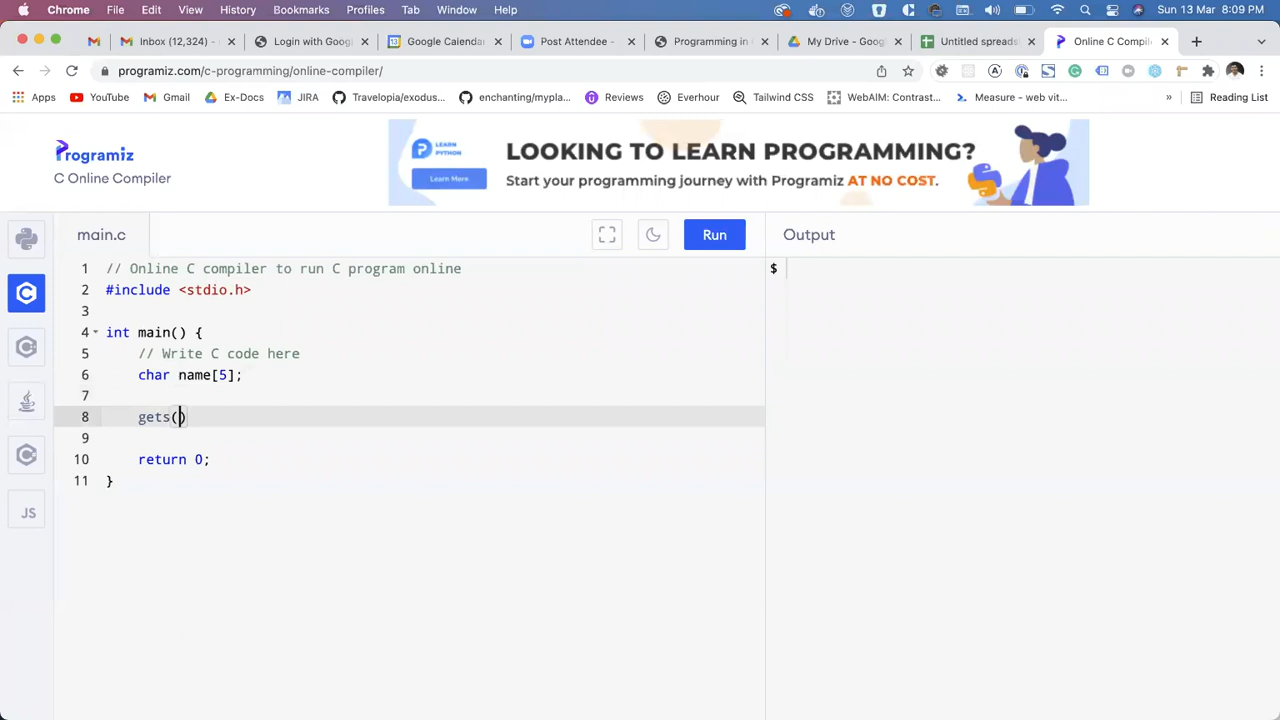 Chrome File Edit View History Bookmarks Profiles Tab Window Help Sun 13 Mar 8:09 PM
Inbox (12,324) - Login with Goog Google Calenda 13 Post Attendee - Programming in My Drive - Goog Untitled spreads Online C Compil
programiz.com/c-programming/online-compiler/
Apps YouTube Gmail Ex-Docs JIRA Travelopia/exodus... enchanting/mypla... Reviews Everhour Tailwind CSS WebAIM: Contrast... Measure - web vit... » Reading List
Programiz
C Online Compiler
LEARN PYTHON
Learn More
LOOKING TO LEARN PROGRAMMING?
Start your programming journey with Programiz AT NO COST.
main.c Run Output
1 // Online C compiler to run C program online
2 #include <stdio.h>
3
4 int main() {
5 // Write C code here
6 char name[5];
7
8 gets()
9
10 return 0;
11 }
$
JS